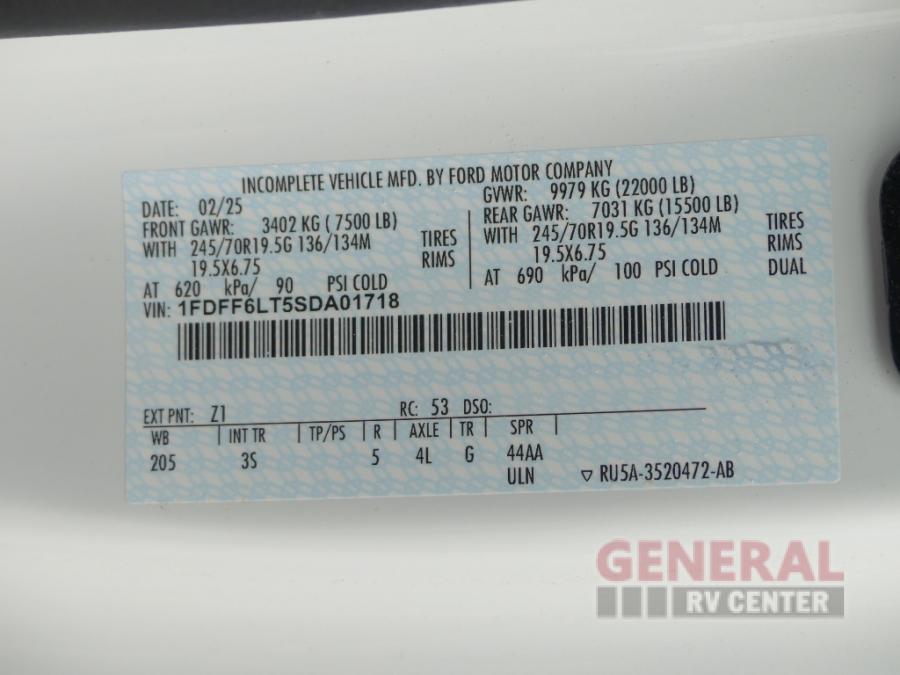 INCOMPLETE VEHICLE MFD. BY FORD MOTOR COMPANY
DATE: 02/25 GVWR: 9979 KG (22000 LB)
FRONT GAWR: 3402 KG ( 7500 LB) REAR GAWR: 7031 KG (15500 LB)
WITH 245/70R19.5G 136/134M TIRES WITH 245/70R19.5G 136/134M TIRES
19.5X6.75 RIMS 19.5X6.75 RIMS
AT 620 kPa/ 90 PSI COLD AT 690 kPa/ 100 PSI COLD DUAL
VIN: 1FDFF6LT5SDA01718
EXT PNT: Z1 RC: 53 DSO:
WB INT TR TP/PS R AXLE TR SPR
205 3S 5 4L G 44AA
ULN ▽ RU5A-3520472-AB
GENERAL
RV CENTER